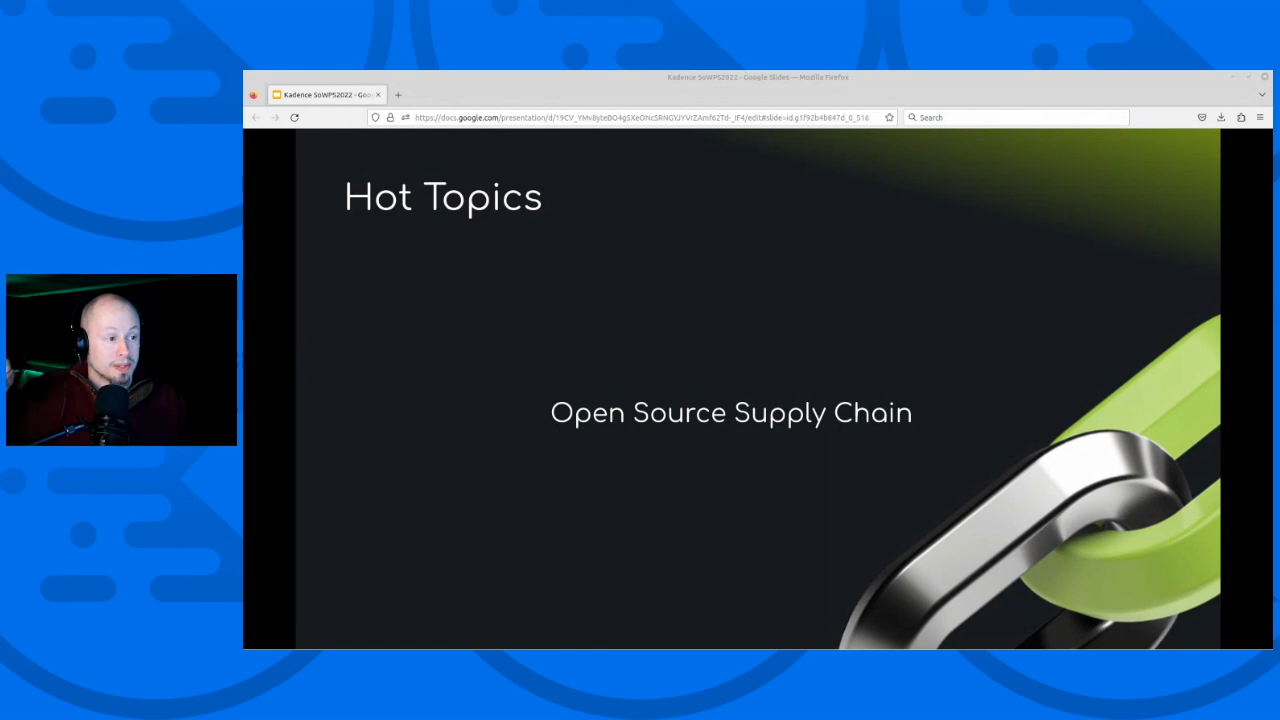 Kadence SoWPS2022 - Google Slides — Mozilla Firefox
Kadence SoWPS2022 - Goo
Search
Hot Topics
Open Source Supply Chain